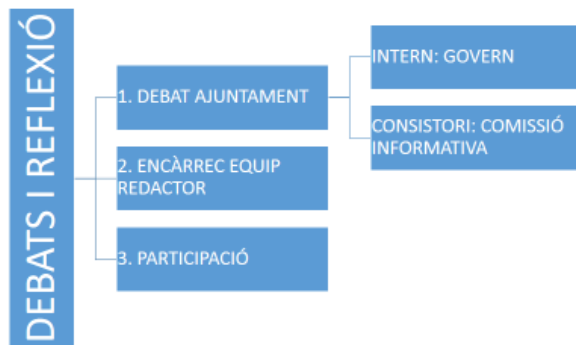 DEBATS I REFLEXIÓ
1. DEBAT AJUNTAMENT
INTERN: GOVERN
CONSISTORI: COMISSIÓ
INFORMATIVA
2. ENCÀRREC EQUIP
REDACTOR
3. PARTICIPACIÓ